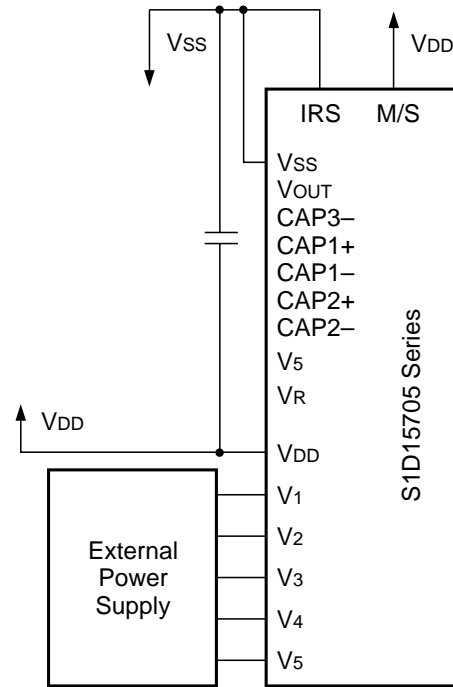 VSS
VDD
IRS M/S
VSS
VOUT
CAP3–
CAP1+
CAP1–
CAP2+
CAP2–
V5
VR
VDD
VDD
V1
V2
V3
V4
V5
External
Power
Supply
S1D15705 Series